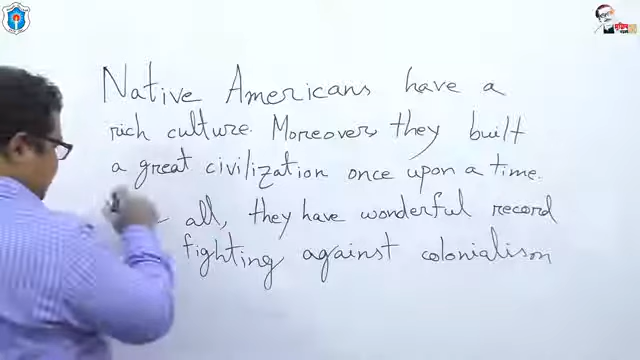 Native Americans have a
rich culture. Moreover, they built
a great civilization once upon a time.
all, they have wonderful record
fighting against colonialison